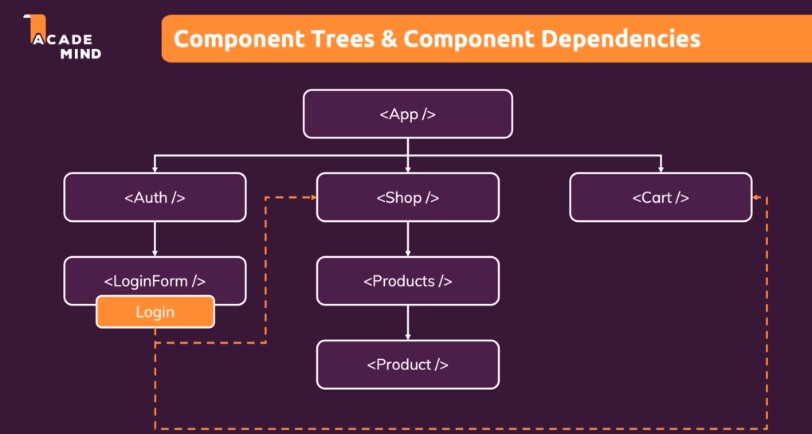 ACADE
MIND
Component Trees & Component Dependencies
<App />
<Auth />
<Shop />
<Cart />
<LoginForm />
<Products />
Login
<Product />